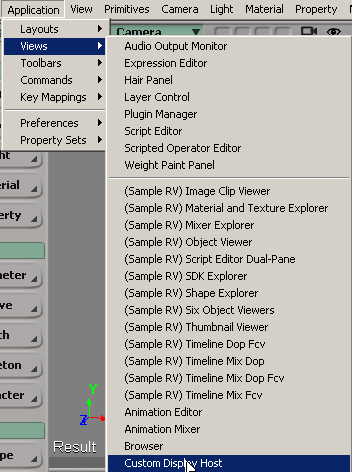 Application View Primitives Camera Light Material Property
Camera
Layouts
Views
Toolbars
Commands
Key Mappings
Preferences
Property Sets
Audio Output Monitor
Expression Editor
Hair Panel
Layer Control
Plugin Manager
Script Editor
Scripted Operator Editor
Weight Paint Panel
(Sample RV) Image Clip Viewer
(Sample RV) Material and Texture Explorer
(Sample RV) Mixer Explorer
(Sample RV) Object Viewer
(Sample RV) Script Editor Dual-Pane
(Sample RV) SDK Explorer
(Sample RV) Shape Explorer
(Sample RV) Six Object Viewers
(Sample RV) Thumbnail Viewer
(Sample RV) Timeline Dop Fcv
(Sample RV) Timeline Mix Dop
(Sample RV) Timeline Mix Dop Fcv
(Sample RV) Timeline Mix Fcv
Animation Editor
Animation Mixer
Browser
Custom Display Host
ht
erial
erty
meter
ve
th
leton
acter
pe
Y
Z
Result